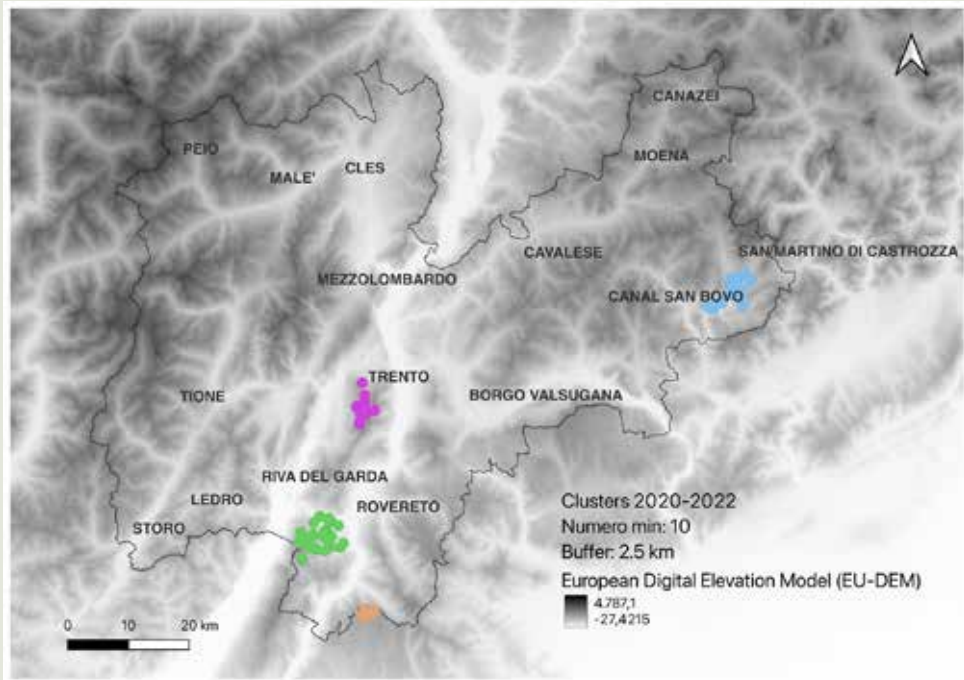 CANAZEI
PEIO
MOENA
MALE'
CLES
CAVALESE
SAN MARTINO DI CASTROZZA
MEZZOLOMBARDO
CANAL SAN BOVO
TRENTO
TIONE
BORGO VALSUGANA
RIVA DEL GARDA
LEDRO
ROVERETO
STORO
Clusters 2020-2022
Numero min: 10
Buffer: 2.5 km
European Digital Elevation Model (EU-DEM)
4.787,1
-27,4215
0 10 20 km